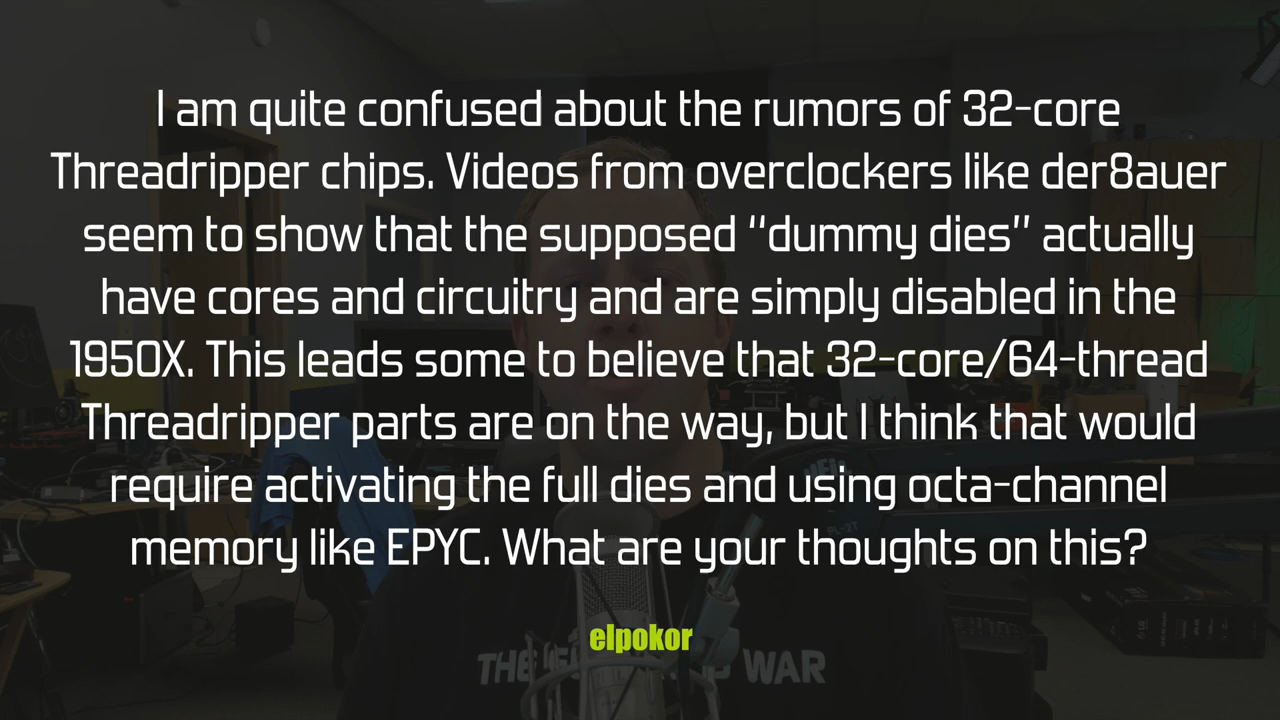 I am quite confused about the rumors of 32-core
Threadripper chips. Videos from overclockers like der8auer
seem to show that the supposed “dummy dies” actually
have cores and circuitry and are simply disabled in the
1950X. This leads some to believe that 32-core/64-thread
Threadripper parts are on the way, but I think that would
require activating the full dies and using octa-channel
memory like EPYC. What are your thoughts on this?
elpokor
THE
WAR